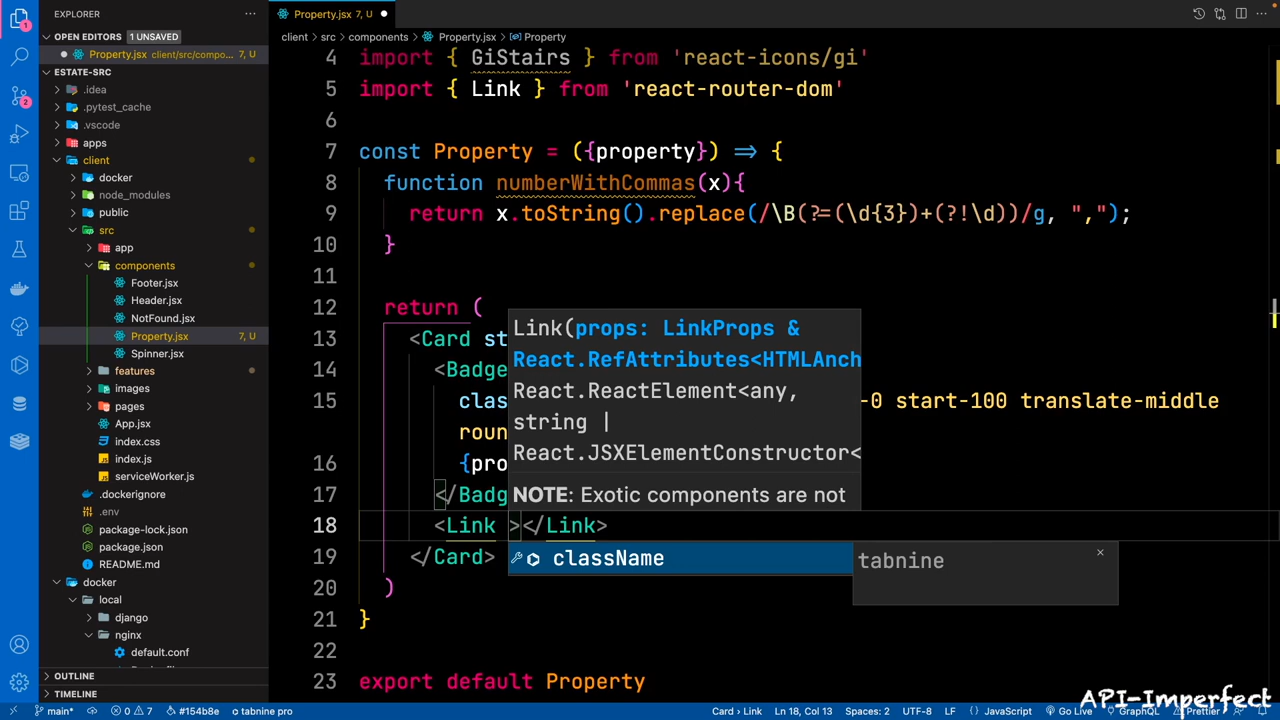 EXPLORER
Property.jsx 7, U
OPEN EDITORS 1 UNSAVED
Property.jsx client/src/compo... 7, U
client > src > components > Property.jsx > Property
ESTATE-SRC
.idea
.pytest_cache
.vscode
apps
client
docker
node_modules
public
src
app
components
Footer.jsx
Header.jsx
NotFound.jsx
Property.jsx 7, U
Spinner.jsx
features
images
pages
App.jsx
index.css
index.js
serviceWorker.js
.dockerignore
.env
package-lock.json
package.json
README.md
docker
local
django
nginx
default.conf
OUTLINE
TIMELINE
4 import { GiStairs } from 'react-icons/gi'
5 import { Link } from 'react-router-dom'
6
7 const Property = ({property}) => {
8 function numberWithCommas(x){
9 return x.toString().replace(/\B(?=(\d{3})+(?!\d))/g, ",");
10 }
11
12 return (
13 <Card st
14 <Badge
15 clas -0 start-100 translate-middle
roun
16 {pro
17 </Badg
18 <Link ></Link>
19 </Card>
20 )
21 }
22
23 export default Property
Link(props: LinkProps &
React.RefAttributes<HTMLAnch
React.ReactElement<any,
string |
React.JSXElementConstructor<
NOTE: Exotic components are not
className
tabnine
API-Imperfect
main* 0 7 #154b8e tabnine pro Card > Link Ln 18, Col 13 Spaces: 2 UTF-8 LF {} JavaScript Go Live GraphQL Prettier